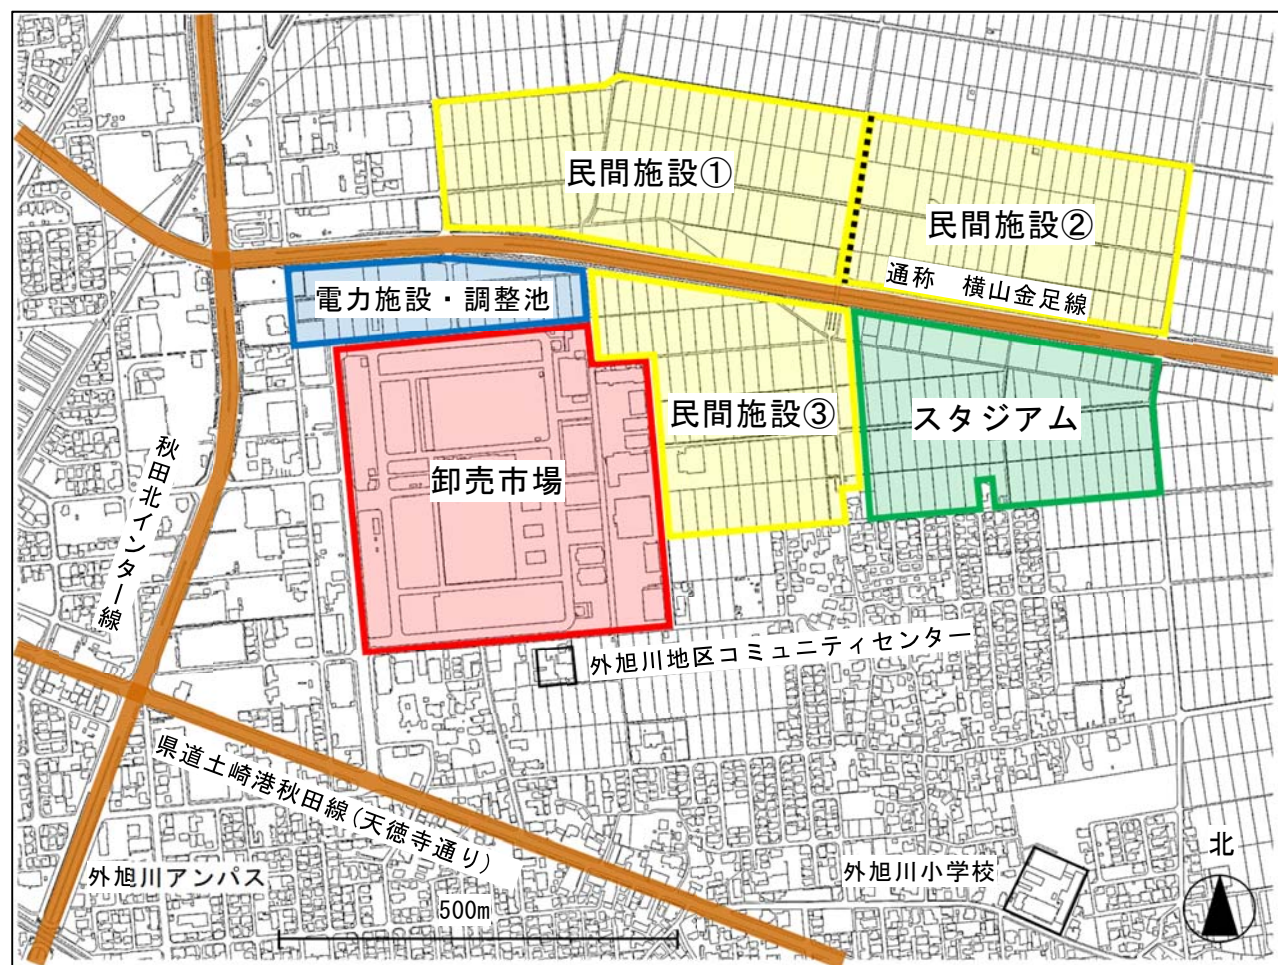 民間施設①
民間施設②
通称 横山金足線
電力施設・調整池
民間施設③
スタジアム
卸売市場
秋田北インター線
外旭川地区コミュニティセンター
県道土崎港秋田線(天徳寺通り)
外旭川アンパス
外旭川小学校
北
500m